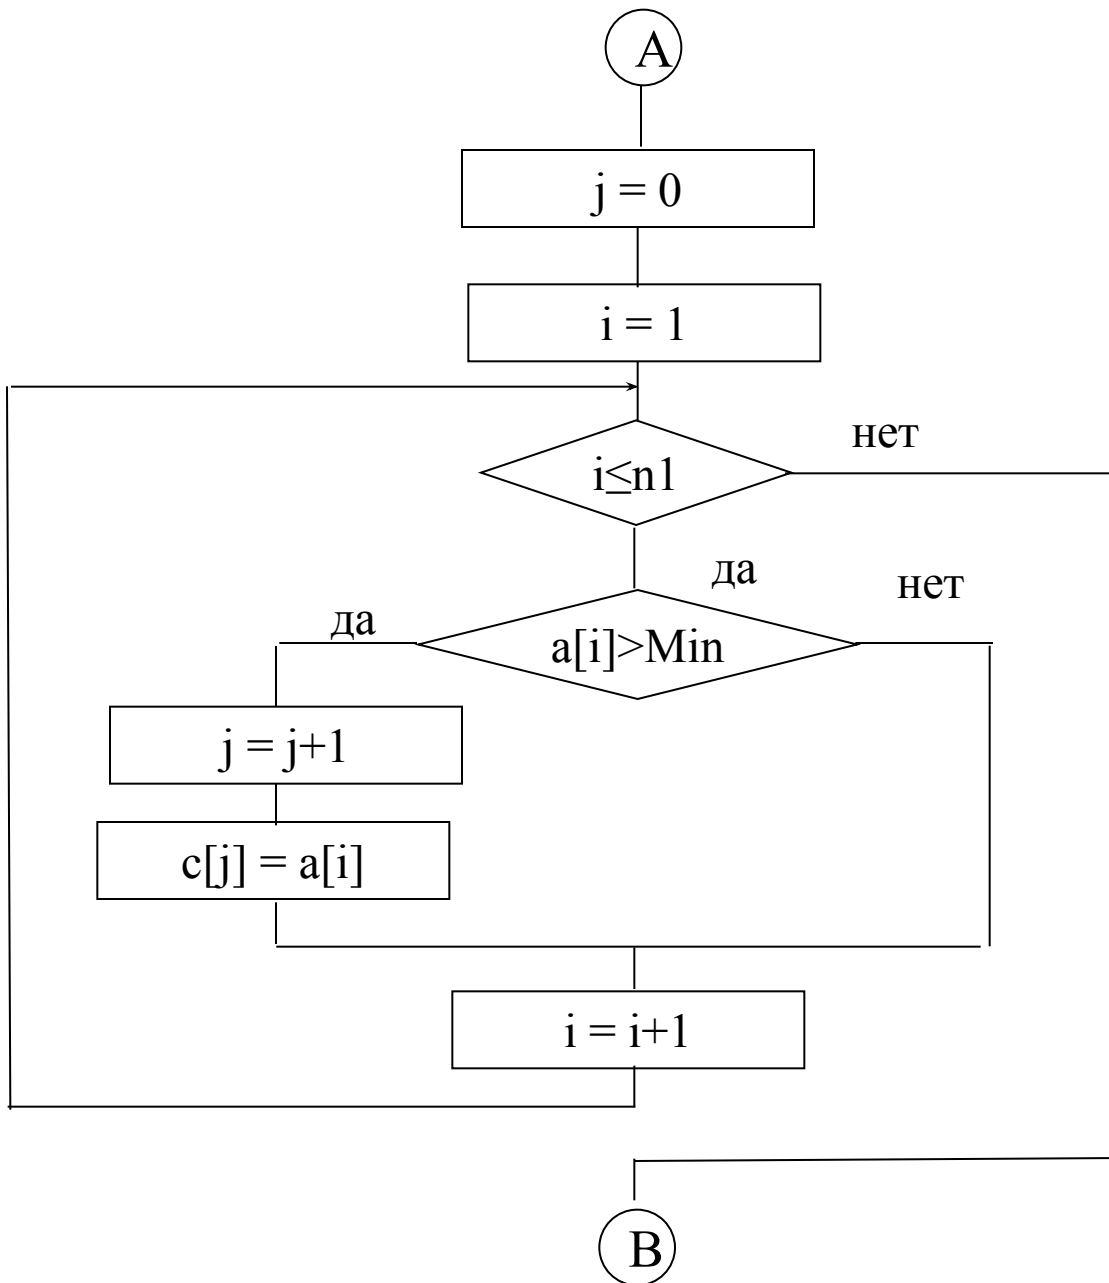 A
j = 0
i = 1
нет
i≤n1
да
нет
да
a[i]>Min
j = j+1
c[j] = a[i]
i = i+1
B